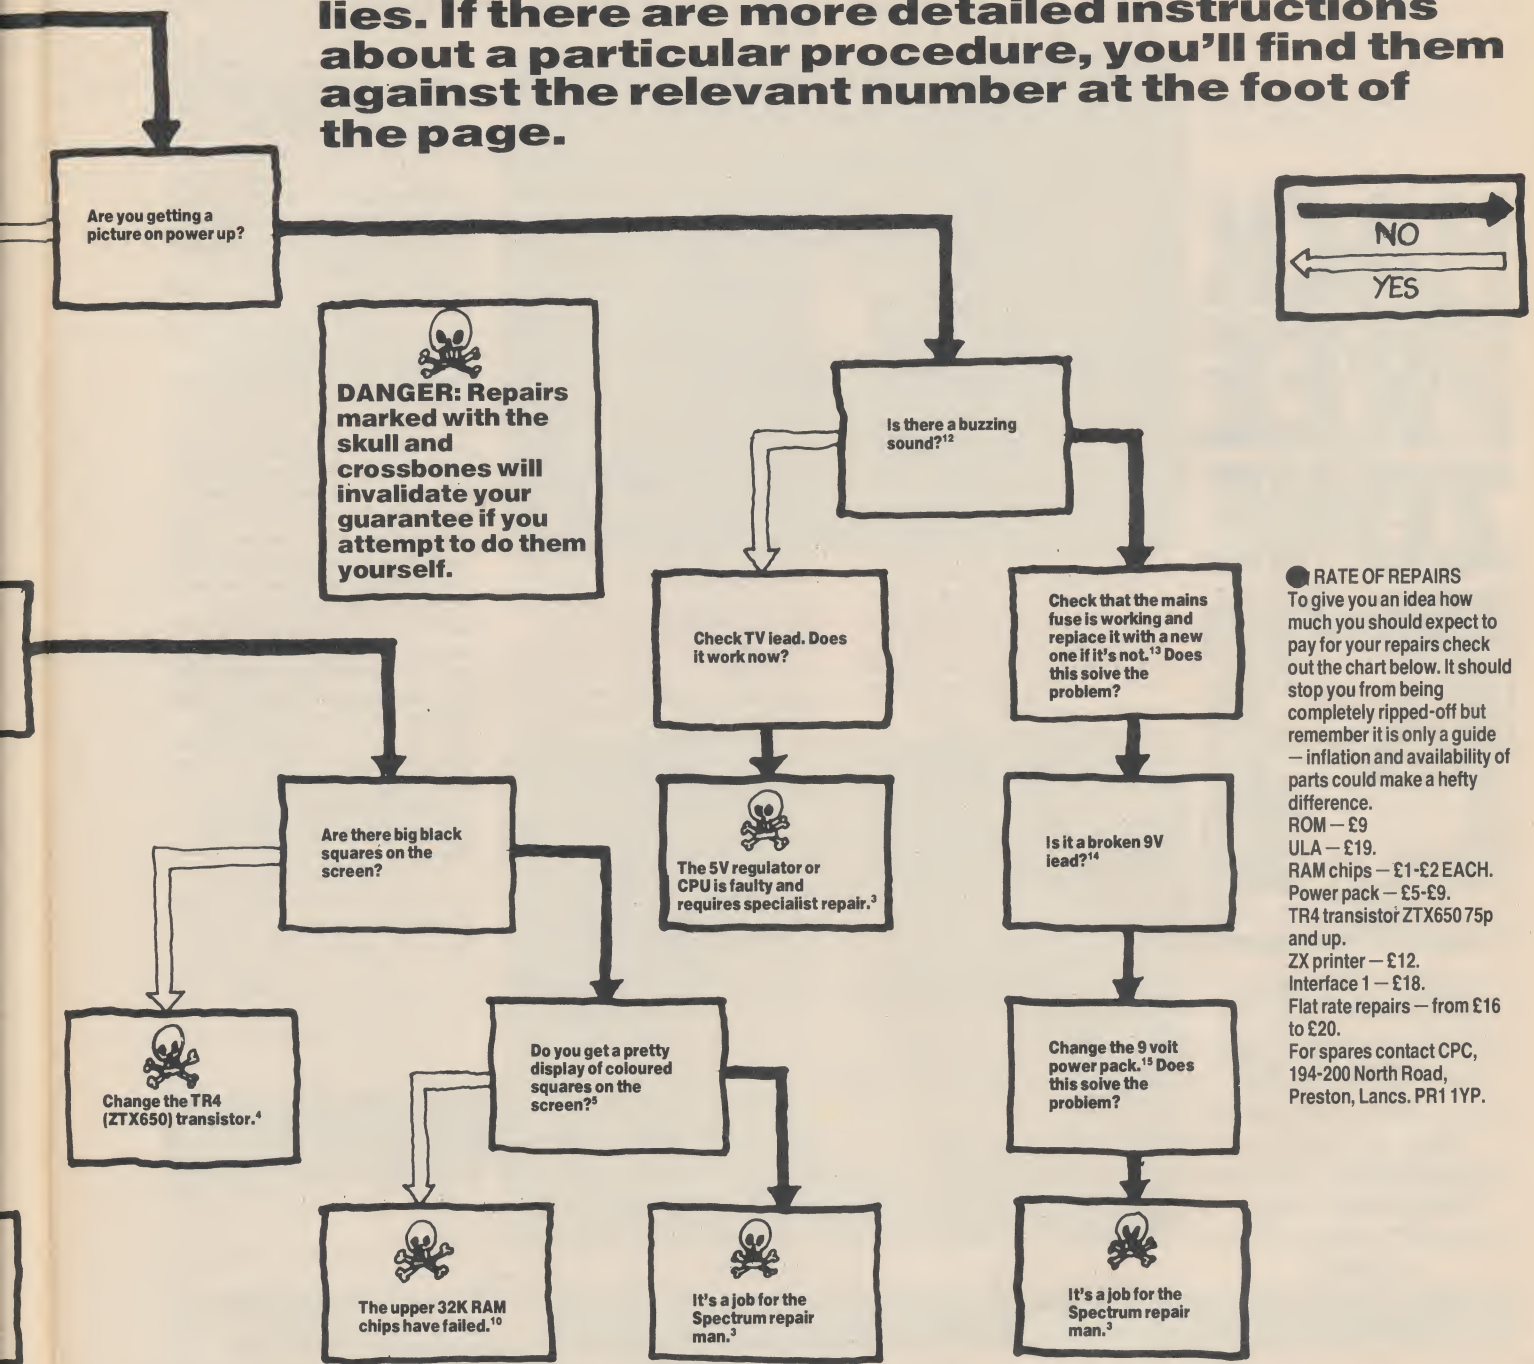 lies. If there are more detailed instructions
about a particular procedure, you'll find them
against the relevant number at the foot of
the page.
Are you getting a
picture on power up?
NO
YES
DANGER: Repairs
marked with the
skull and
crossbones will
invalidate your
guarantee if you
attempt to do them
yourself.
Is there a buzzing
sound?¹²
Check TV lead. Does
it work now?
Check that the mains
fuse is working and
replace it with a new
one if it's not.¹³ Does
this solve the
problem?
The 5V regulator or
CPU is faulty and
requires specialist repair.³
Is it a broken 9V
lead?¹⁴
Are there big black
squares on the
screen?
Change the TR4
(ZTX650) transistor.⁴
Do you get a pretty
display of coloured
squares on the
screen?⁵
Change the 9 volt
power pack.¹⁵ Does
this solve the
problem?
The upper 32K RAM
chips have failed.¹⁰
It's a job for the
Spectrum repair
man.³
It's a job for the
Spectrum repair
man.³
● RATE OF REPAIRS
To give you an idea how
much you should expect to
pay for your repairs check
out the chart below. It should
stop you from being
completely ripped-off but
remember it is only a guide
— inflation and availability of
parts could make a hefty
difference.
ROM — £9
ULA — £19.
RAM chips — £1-£2 EACH.
Power pack — £5-£9.
TR4 transistor ZTX650 75p
and up.
ZX printer — £12.
Interface 1 — £18.
Flat rate repairs — from £16
to £20.
For spares contact CPC,
194-200 North Road,
Preston, Lancs. PR1 1YP.